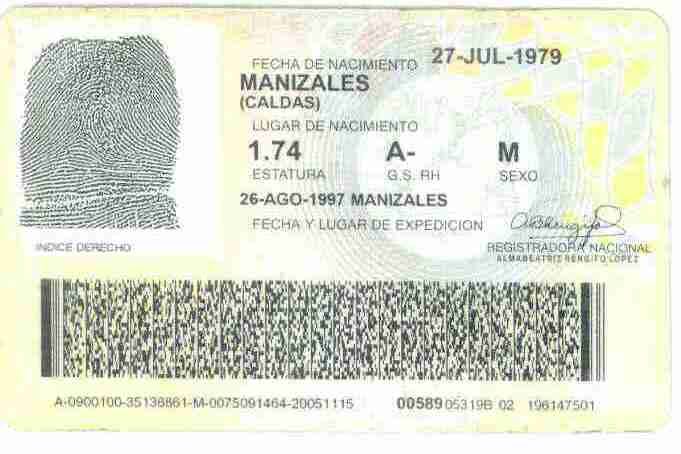 FECHA DE NACIMIENTO 27-JUL-1979
MANIZALES
(CALDAS)
LUGAR DE NACIMIENTO
1.74 A- M
ESTATURA G.S. RH SEXO
26-AGO-1997 MANIZALES
FECHA Y LUGAR DE EXPEDICION
INDICE DERECHO
REGISTRADORA NACIONAL
ALMABEATRIZ RENGIFO LOPEZ
A-0900100-35138861-M-0075091464-20051115 00589 05319B 02 196147501